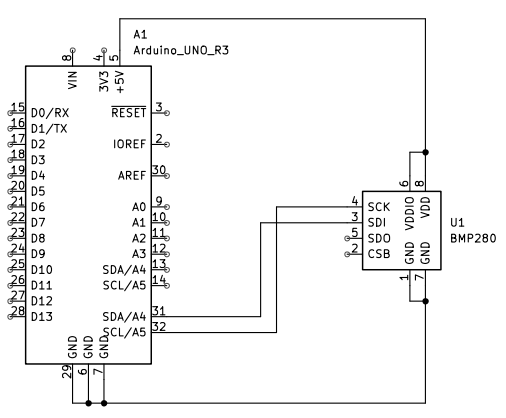 A1
Arduino_UNO_R3
8 4 5
VIN 3V3 +5V
15 D0/RX RESET 3
16 D1/TX
17 D2 IOREF 2
18 D3
19 D4 AREF 30
20 D5
21 D6 A0 9
22 D7 A1 10
23 D8 A2 11
24 D9 A3 12
25 D10 SDA/A4 13
26 D11 SCL/A5 14
27 D12
28 D13 SDA/A4 31
SCL/A5 32
GND GND GND
29 6 7
6 8
VDDIO VDD
4 SCK
3 SDI
5 SDO
2 CSB
GND GND
1 7
U1
BMP280